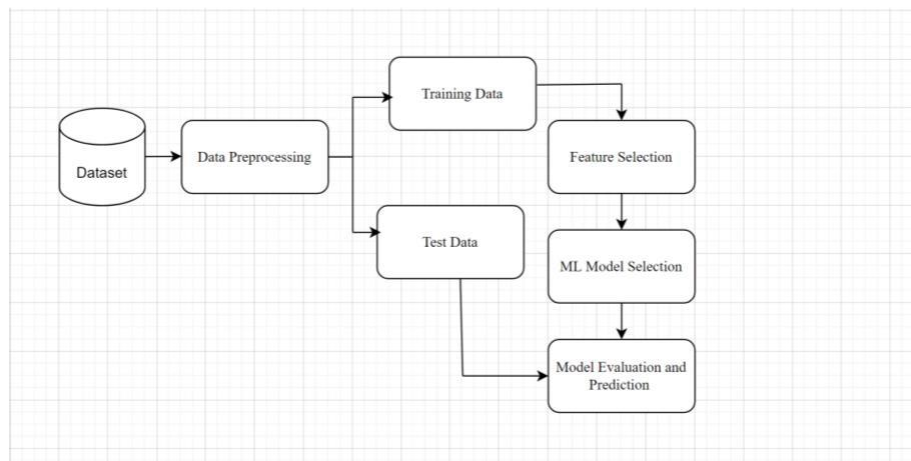 Dataset
Data Preprocessing
Training Data
Test Data
Feature Selection
ML Model Selection
Model Evaluation and
Prediction